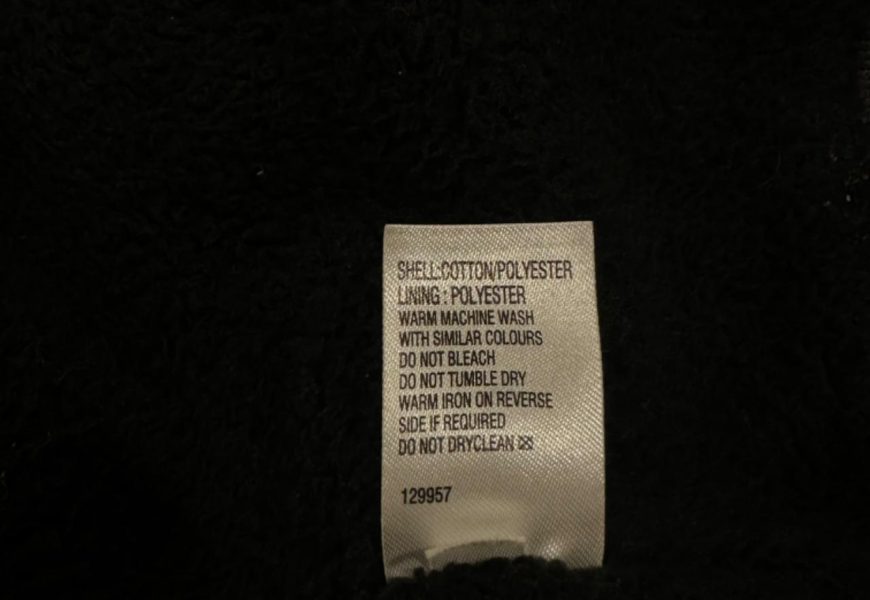 SHELL:COTTON/POLYESTER
LINING : POLYESTER
WARM MACHINE WASH
WITH SIMILAR COLOURS
DO NOT BLEACH
DO NOT TUMBLE DRY
WARM IRON ON REVERSE
SIDE IF REQUIRED
DO NOT DRYCLEAN
129957